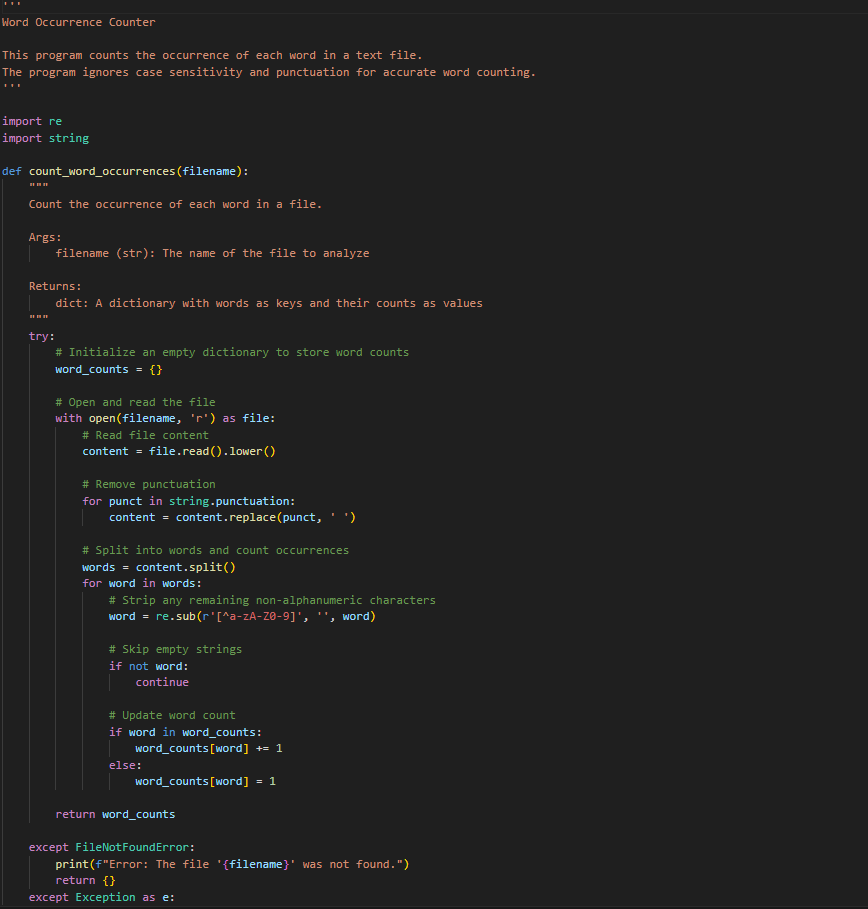 '''
Word Occurrence Counter

This program counts the occurrence of each word in a text file.
The program ignores case sensitivity and punctuation for accurate word counting.
'''

import re
import string

def count_word_occurrences(filename):
    """
    Count the occurrence of each word in a file.

    Args:
        filename (str): The name of the file to analyze

    Returns:
        dict: A dictionary with words as keys and their counts as values
    """
    try:
        # Initialize an empty dictionary to store word counts
        word_counts = {}

        # Open and read the file
        with open(filename, 'r') as file:
            # Read file content
            content = file.read().lower()

            # Remove punctuation
            for punct in string.punctuation:
                content = content.replace(punct, ' ')

            # Split into words and count occurrences
            words = content.split()
            for word in words:
                # Strip any remaining non-alphanumeric characters
                word = re.sub(r'[^a-zA-Z0-9]', '', word)

                # Skip empty strings
                if not word:
                    continue

                # Update word count
                if word in word_counts:
                    word_counts[word] += 1
                else:
                    word_counts[word] = 1

        return word_counts

    except FileNotFoundError:
        print(f"Error: The file '{filename}' was not found.")
        return {}
    except Exception as e: